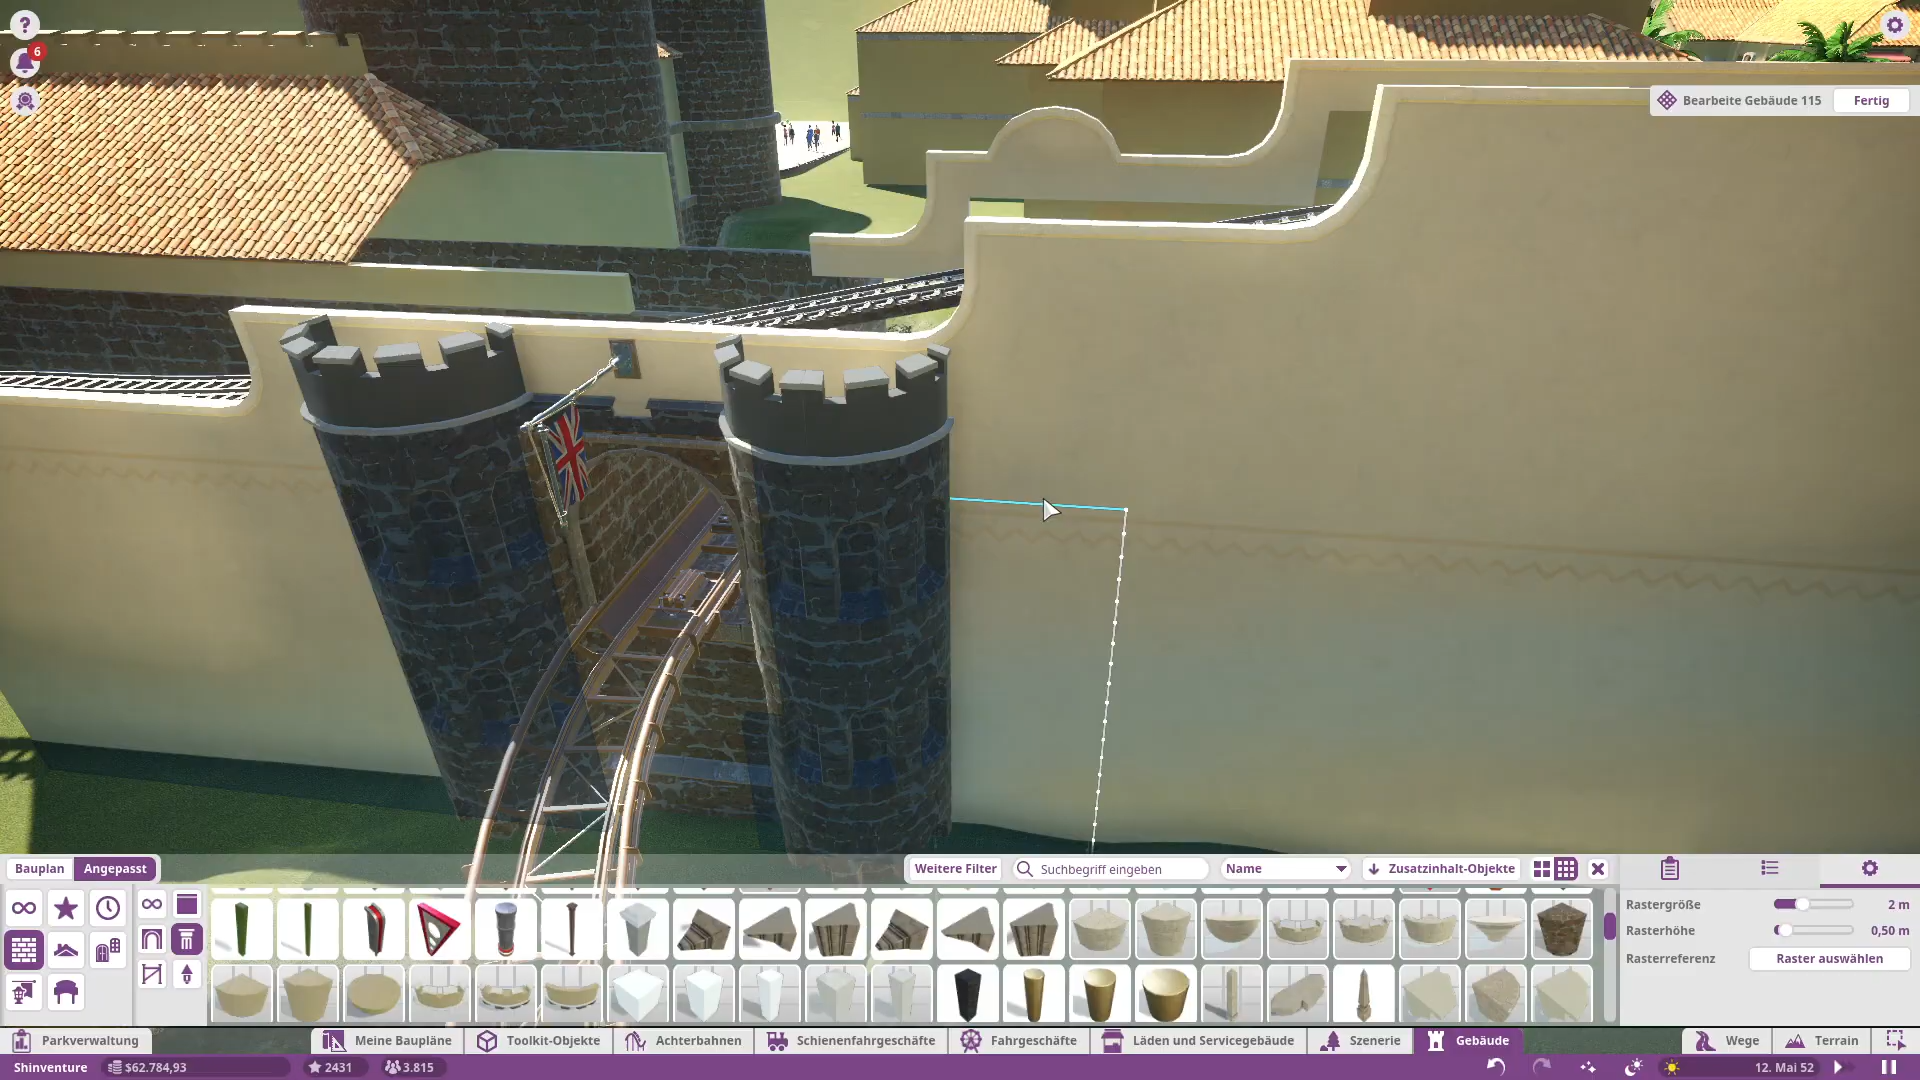 ?
6
Bearbeite Gebäude 115
Fertig
Bauplan
Angepasst
Weitere Filter
Suchbegriff eingeben
Name
Zusatzinhalt-Objekte
Rastergröße
2 m
Rasterhöhe
0,50 m
Rasterreferenz
Raster auswählen
Parkverwaltung
Meine Baupläne
Toolkit-Objekte
Achterbahnen
Schienenfahrgeschäfte
Fahrgeschäfte
Läden und Servicegebäude
Szenerie
Gebäude
Wege
Terrain
Shinventure
$62.784,93
2431
3.815
12. Mai 52